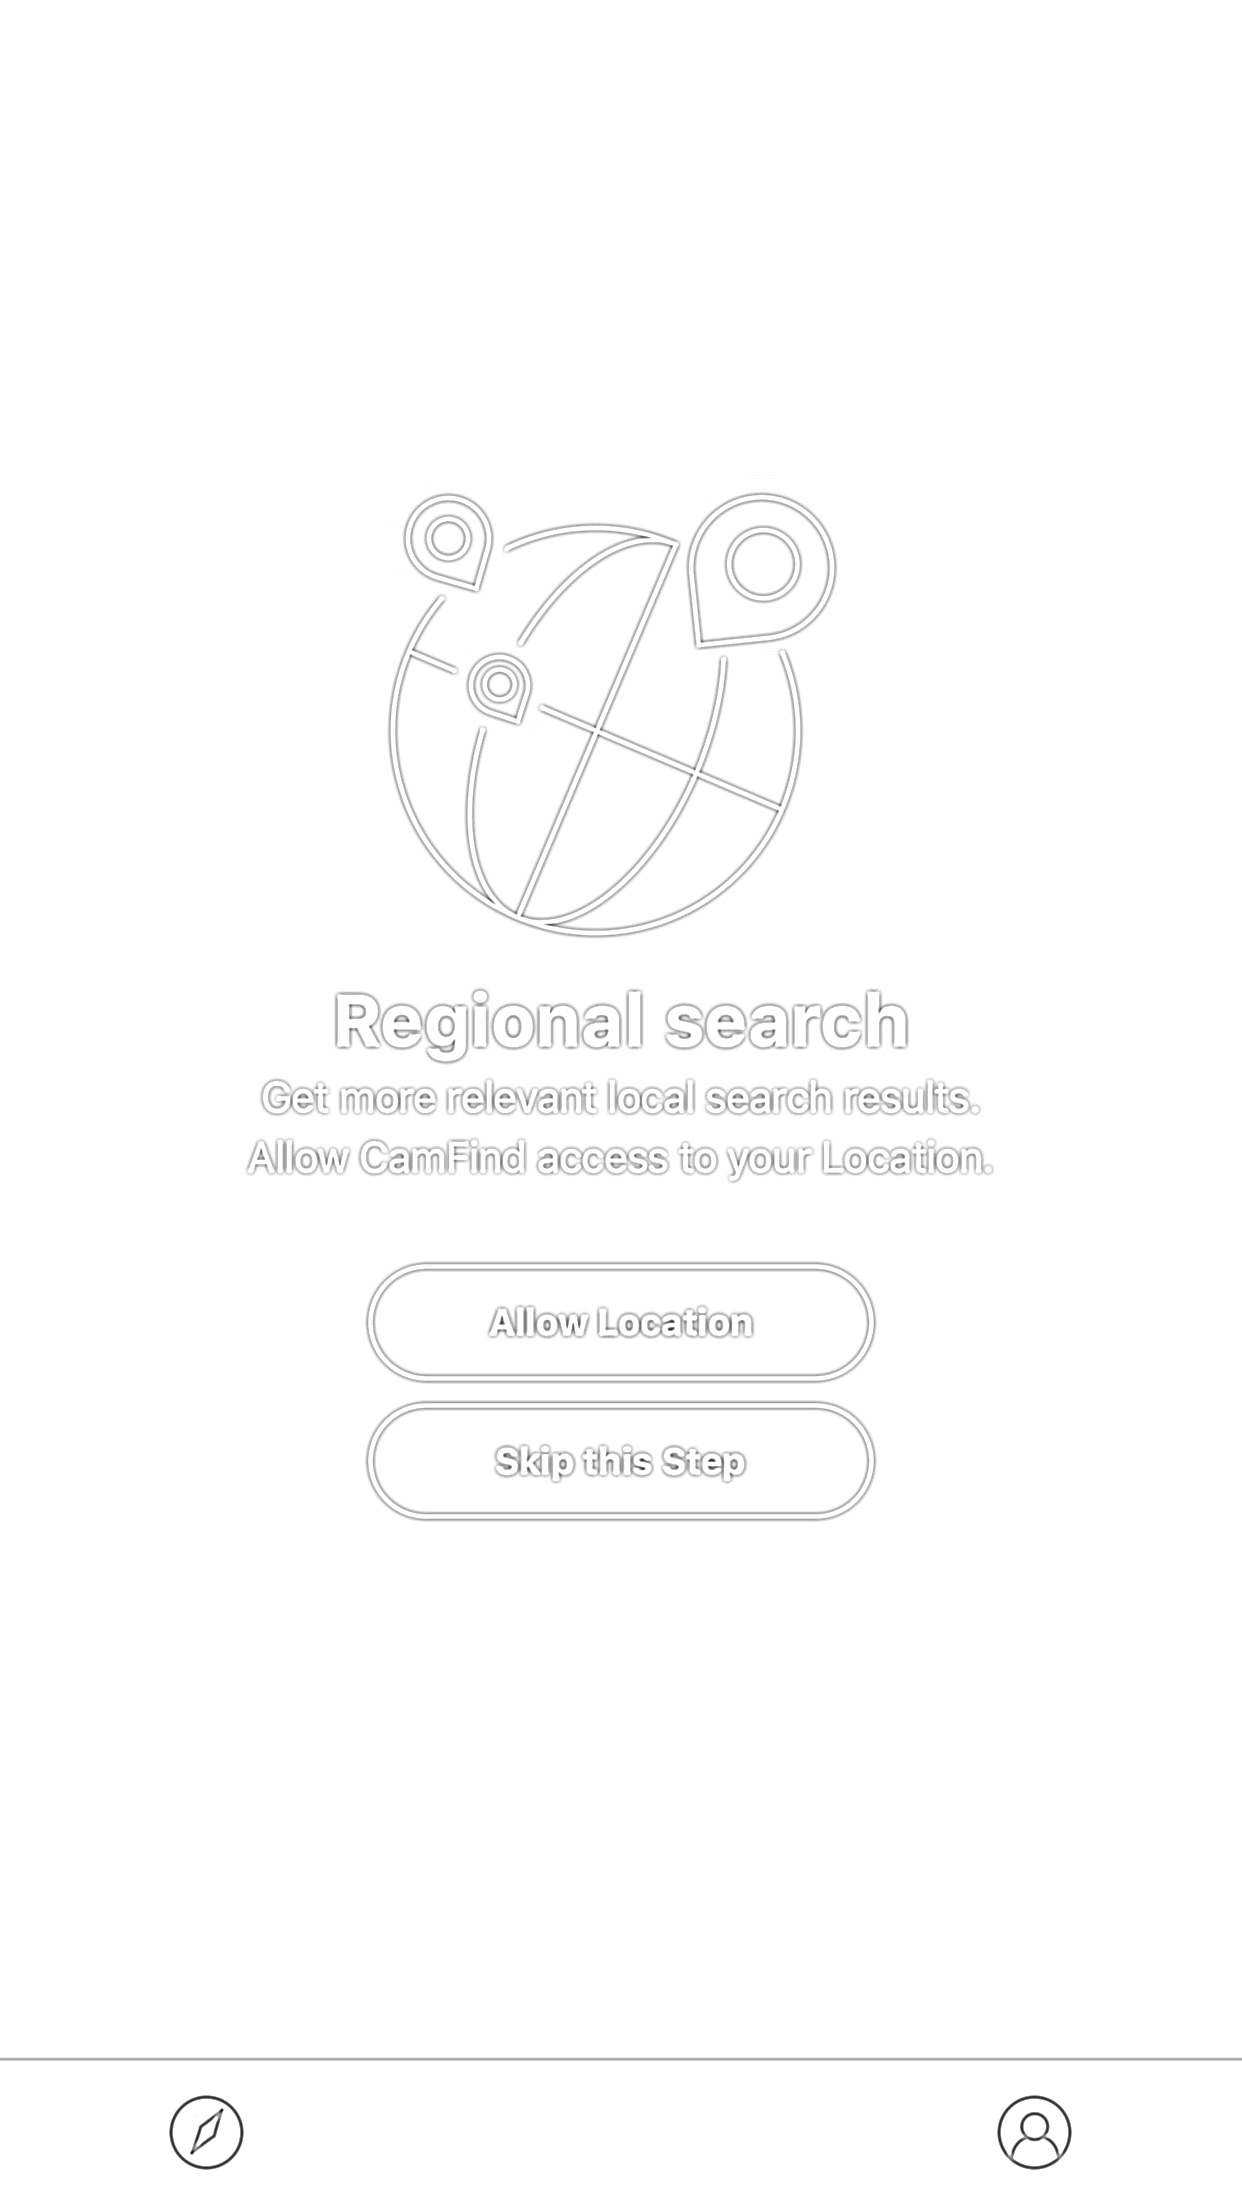 Regional search
Get more relevant local search results.
Allow CamFind access to your Location.
Allow Location
Skip this Step